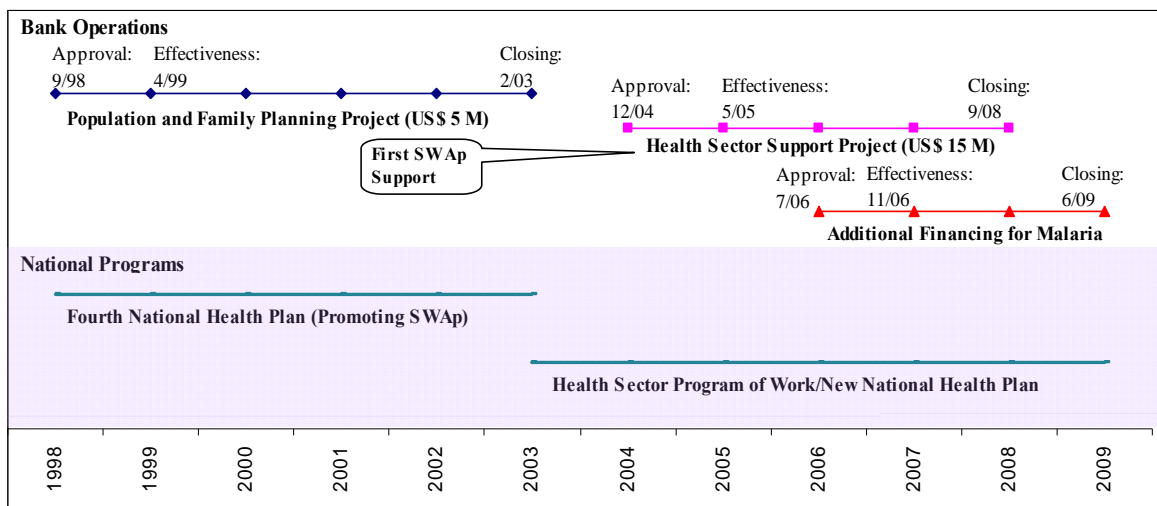 Bank Operations
Approval: Effectiveness: Closing:
9/98 4/99 2/03
Population and Family Planning Project (US$ 5 M)
Approval: Effectiveness: Closing:
12/04 5/05 9/08
Health Sector Support Project (US$ 15 M)
First SWAp
Support
Approval: Effectiveness: Closing:
7/06 11/06 6/09
Additional Financing for Malaria
National Programs
Fourth National Health Plan (Promoting SWAp)
Health Sector Program of Work/New National Health Plan
1998 1999 2000 2001 2002 2003 2004 2005 2006 2007 2008 2009